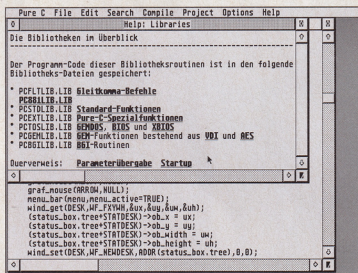 Pure C File Edit Search Compile Project Options Help
Help: Libraries
Die Bibliotheken im Überblick
Der Programm-Code dieser Bibliotheksroutinen ist in den folgenden
Bibliotheks-Dateien gespeichert:
* PCFLTLIB.LIB Gleitkomma-Befehle
PC881LIB.LIB
* PCSTDLIB.LIB Standard-Funktionen
* PCEXTLIB.LIB Pure-C-Spezialfunktionen
* PCTOSLIB.LIB GEMDOS, BIOS und XBIOS
* PCGEMLIB.LIB GEM-Funktionen bestehend aus VDI und AES
* PCBGILIB.LIB BGI-Routinen
Querverweis: Parameterübergabe Startup
graf_mouse(ARROW,NULL);
menu_bar(menu,menu_active=TRUE);
wind_get(DESK,WF_FXYWH,&ux,&uy,&uw,&uh);
(status_box.tree+STATDESK)->ob_x = ux;
(status_box.tree+STATDESK)->ob_y = uy;
(status_box.tree+STATDESK)->ob_width = uw;
(status_box.tree+STATDESK)->ob_height = uh;
wind_set(DESK,WF_NEWDESK,ADDR(status_box.tree),0,0);